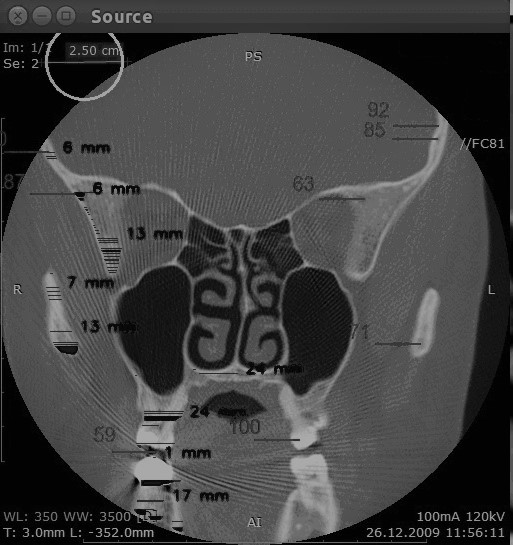 Source
Im: 1/
Se: 2
2.50 cm
PS
92
85
//FC81
6 mm
87
6 mm
63
13 mm
7 mm
R
L
13 mm
71
24 mm
24
100
59
1 mm
17 mm
WL: 350 WW: 3500 [D]
T: 3.0mm L: -352.0mm
AI
100mA 120kV
26.12.2009 11:56:11